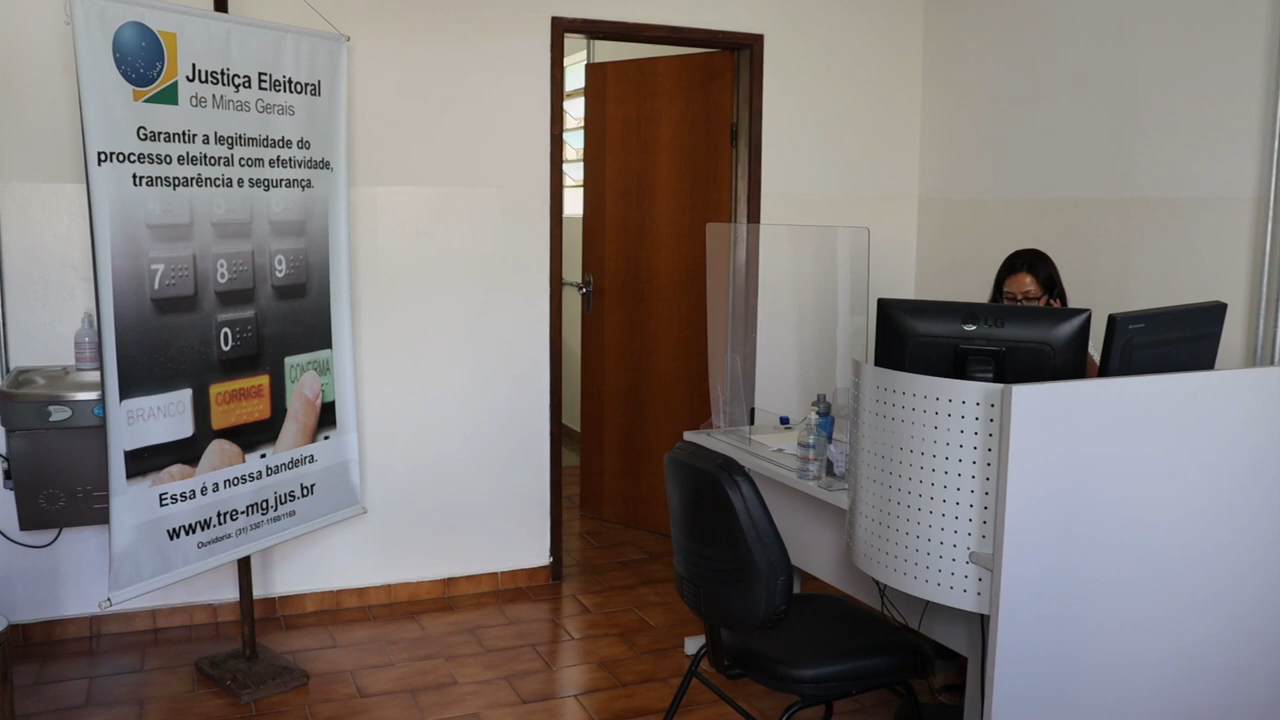 Justiça Eleitoral
de Minas Gerais
Garantir a legitimidade do
processo eleitoral com efetividade,
transparência e segurança.
7 8 9
0
BRANCO CORRIGE CONFIRMA
Essa é a nossa bandeira.
www.tre-mg.jus.br
Ouvidoria: (31) 3307-1160/1169
LG